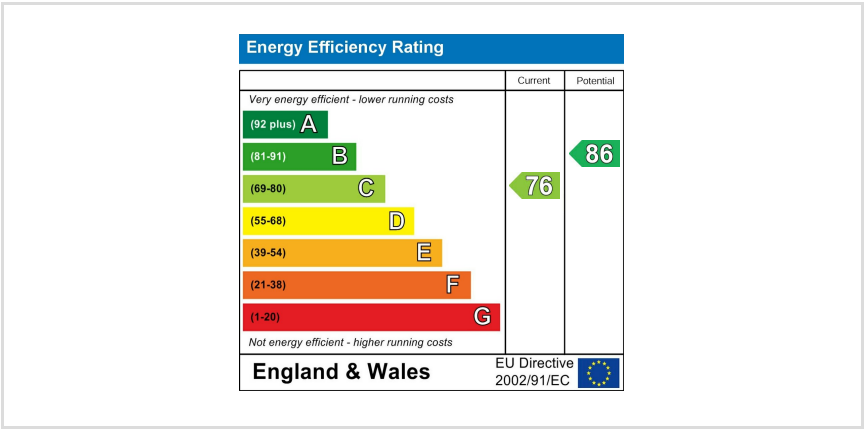 Energy Efficiency Rating
Current Potential
Very energy efficient - lower running costs
(92 plus) A
(81-91) B
86
(69-80) C
76
(55-68) D
(39-54) E
(21-38) F
(1-20) G
Not energy efficient - higher running costs
England & Wales
EU Directive
2002/91/EC